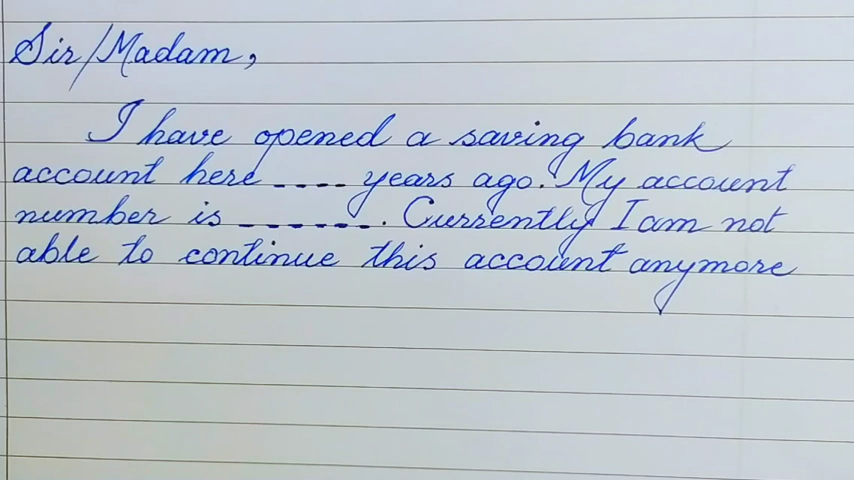 Sir/Madam,
I have opened a saving bank
account here ---- years ago. My account
number is -------. Currently I am not
able to continue this account anymore